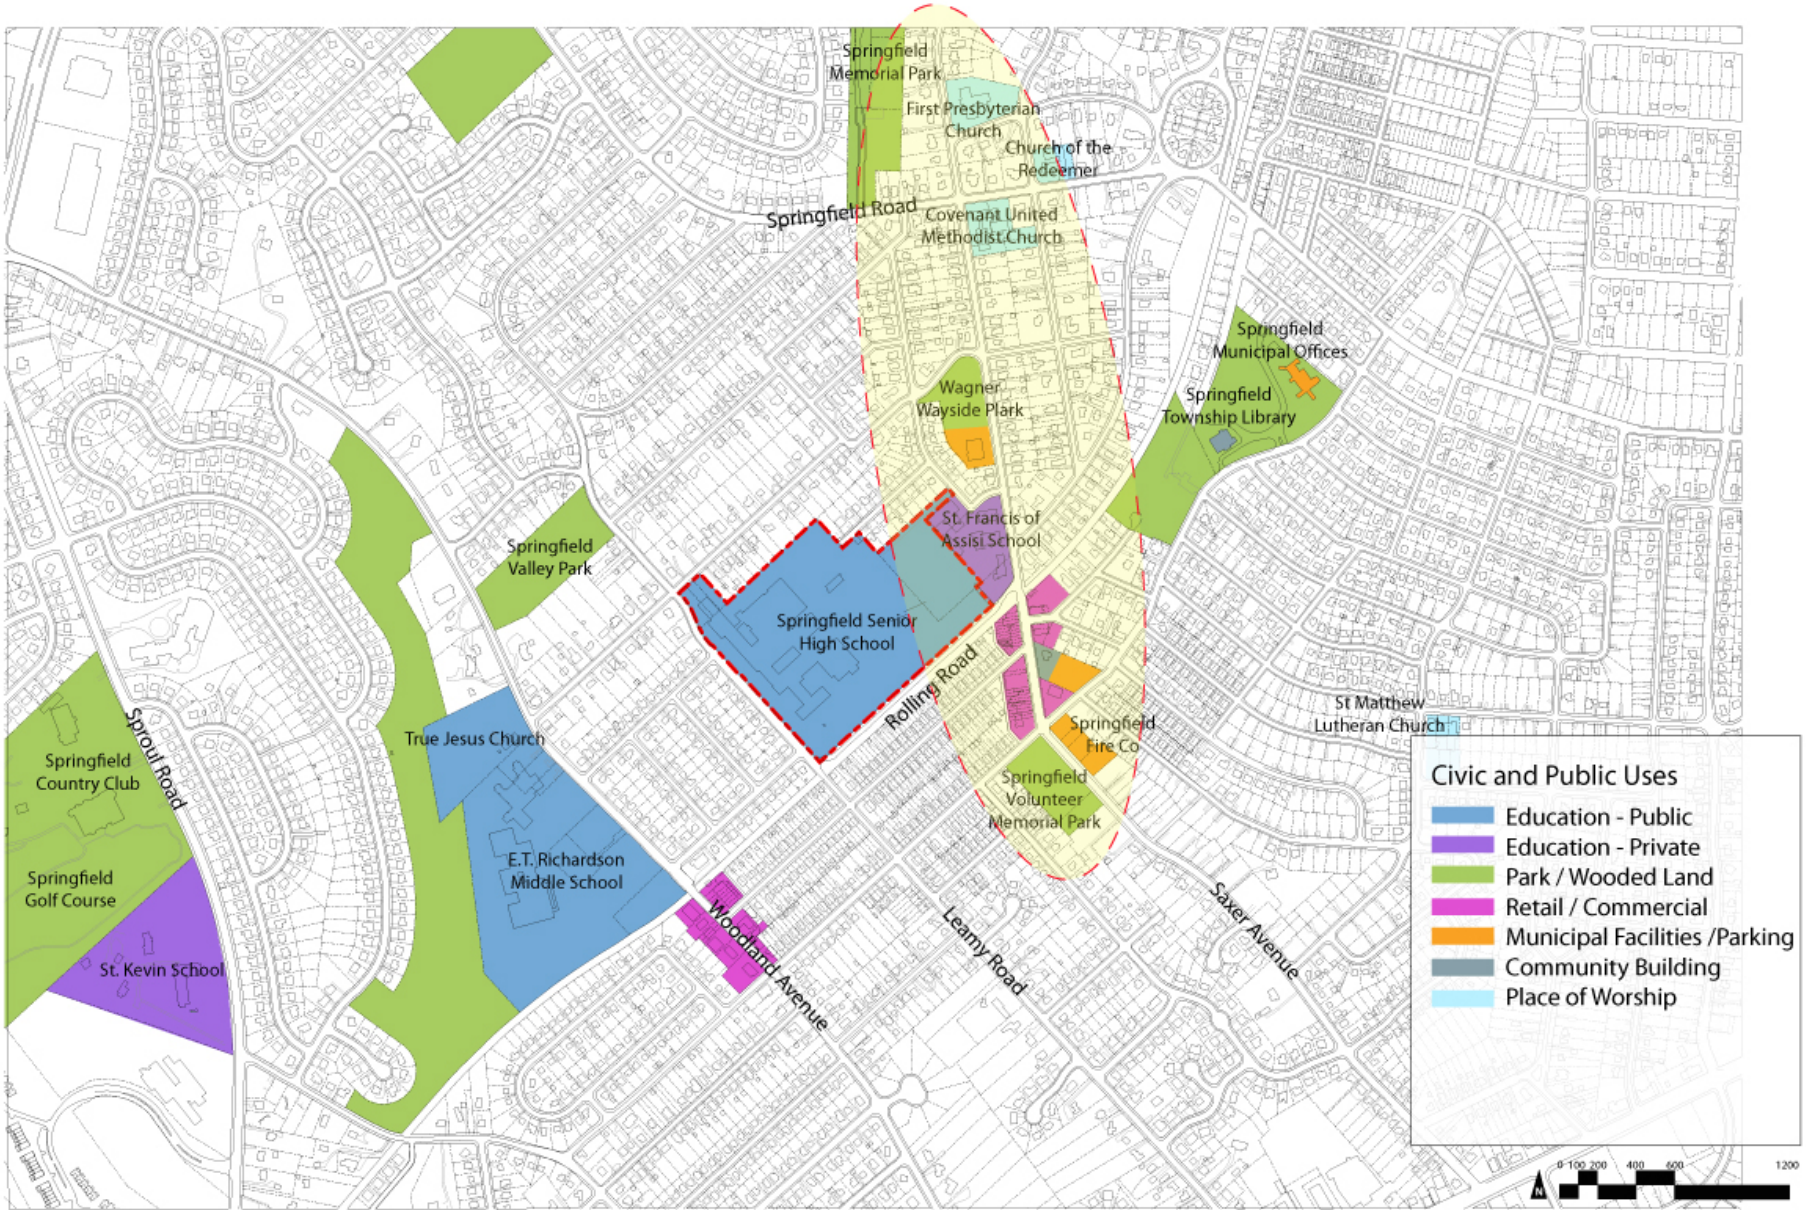 Springfield
Memorial Park
First Presbyterian
Church
Church of the
Redeemer
Springfield Road
Covenant United
Methodist Church
Springfield
Municipal Offices
Wagner
Wayside Plark
Springfield
Township Library
St. Francis of
Assisi School
Springfield
Valley Park
Springfield Senior
High School
Rolling Road
St Matthew
Lutheran Church
Springfield
Fire Co
True Jesus Church
Sproul Road
Springfield
Country Club
Springfield
Volunteer
Memorial Park
E.T. Richardson
Middle School
Springfield
Golf Course
St. Kevin School
Woodland Avenue
Leamy Road
Saxer Avenue
Civic and Public Uses
Education - Public
Education - Private
Park / Wooded Land
Retail / Commercial
Municipal Facilities /Parking
Community Building
Place of Worship
N
0 100 200 400 600 1200